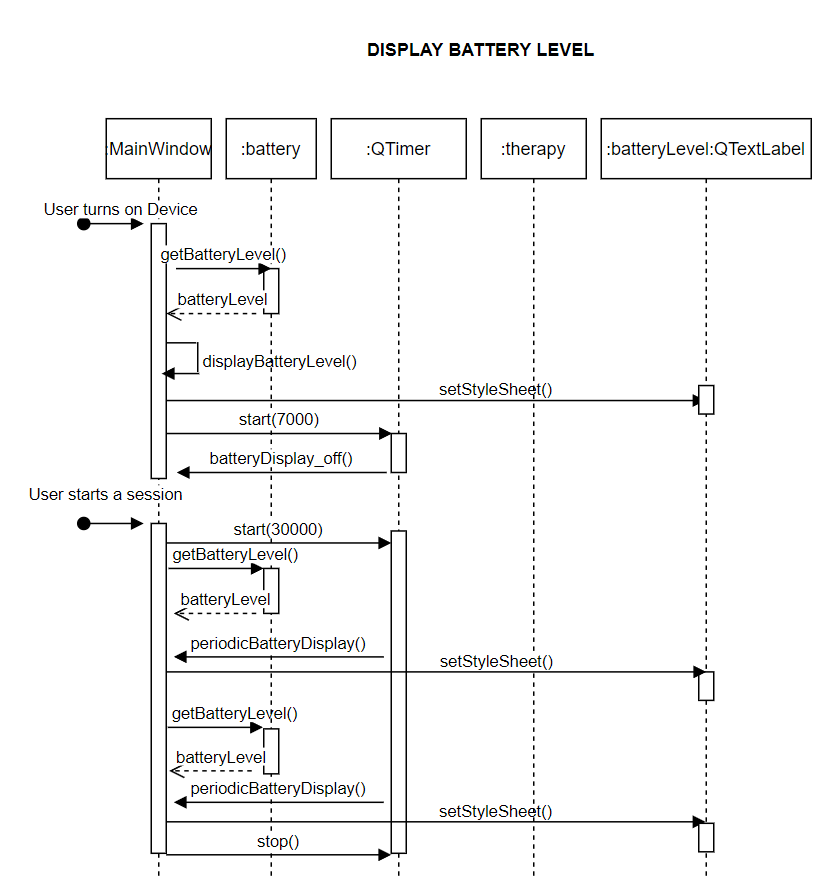 DISPLAY BATTERY LEVEL
:MainWindow
:battery
:QTimer
:therapy
:batteryLevel:QTextLabel
User turns on Device
getBatteryLevel()
batteryLevel
displayBatteryLevel()
setStyleSheet()
start(7000)
batteryDisplay_off()
User starts a session
start(30000)
getBatteryLevel()
batteryLevel
periodicBatteryDisplay()
setStyleSheet()
getBatteryLevel()
batteryLevel
periodicBatteryDisplay()
setStyleSheet()
stop()